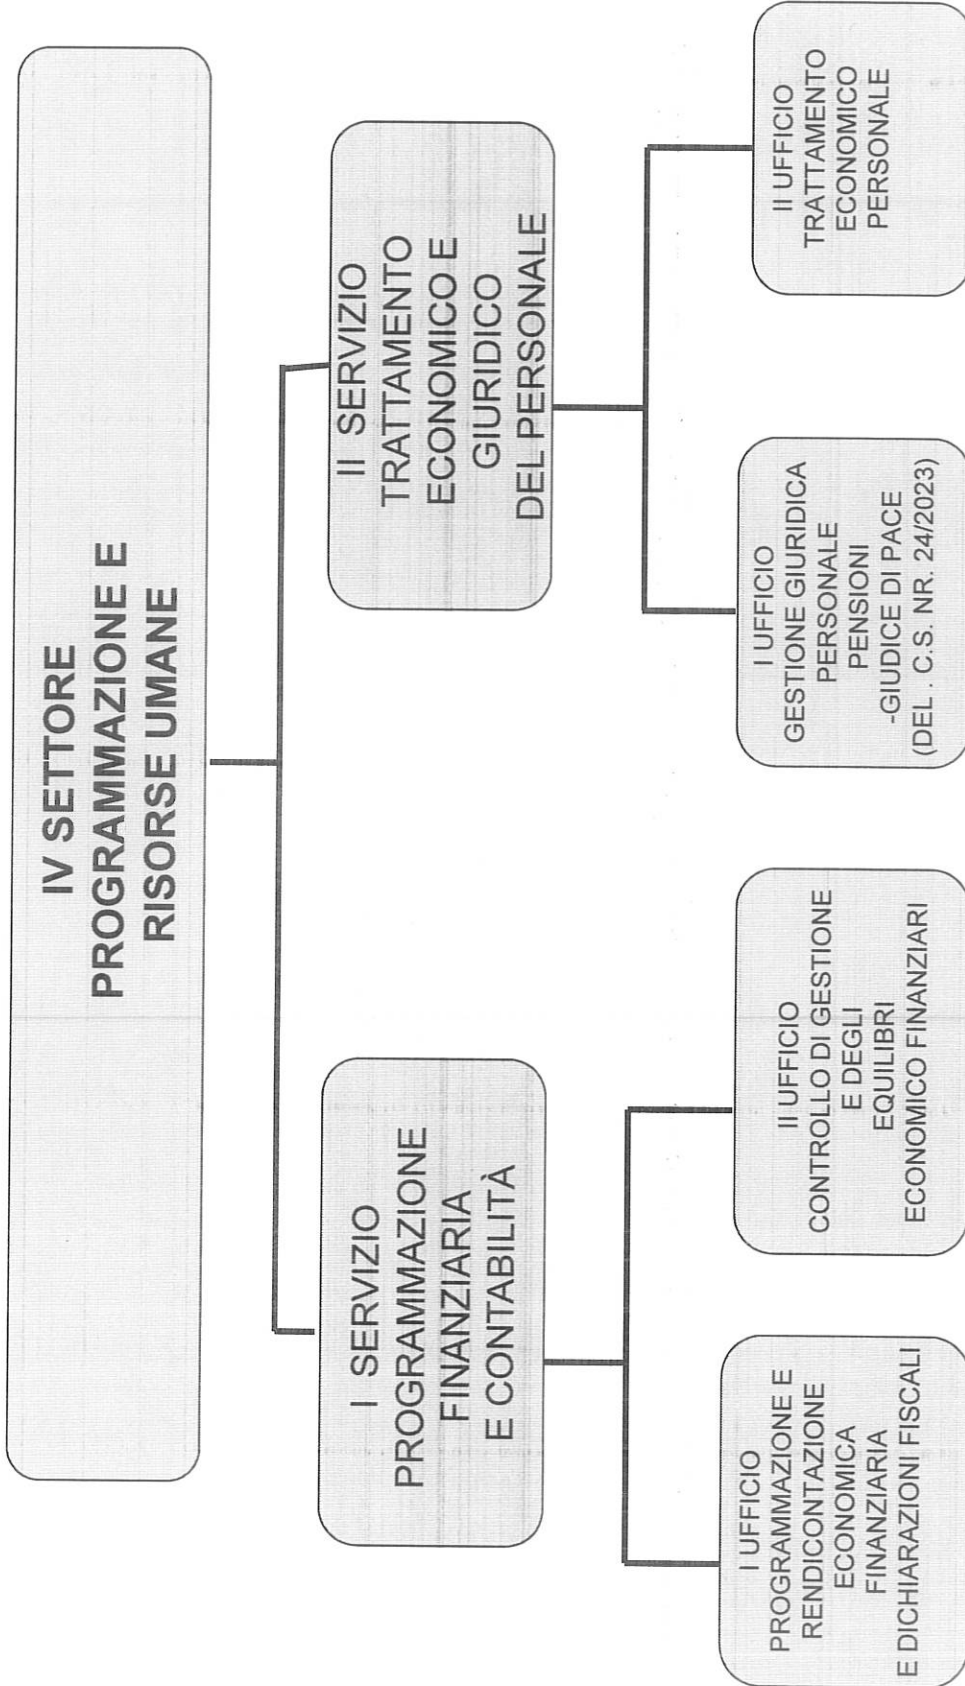 IV SETTORE
PROGRAMMAZIONE E
RISORSE UMANE
I SERVIZIO
PROGRAMMAZIONE
FINANZIARIA
E CONTABILITÀ
II SERVIZIO
TRATTAMENTO
ECONOMICO E
GIURIDICO
DEL PERSONALE
I UFFICIO
PROGRAMMAZIONE E
RENDICONTAZIONE
ECONOMICA
FINANZIARIA
E DICHIARAZIONI FISCALI
II UFFICIO
CONTROLLO DI GESTIONE
E DEGLI
EQUILIBRI
ECONOMICO FINANZIARI
I UFFICIO
GESTIONE GIURIDICA
PERSONALE
PENSIONI
-GIUDICE DI PACE
(DEL . C.S. NR. 24/2023)
II UFFICIO
TRATTAMENTO
ECONOMICO
PERSONALE